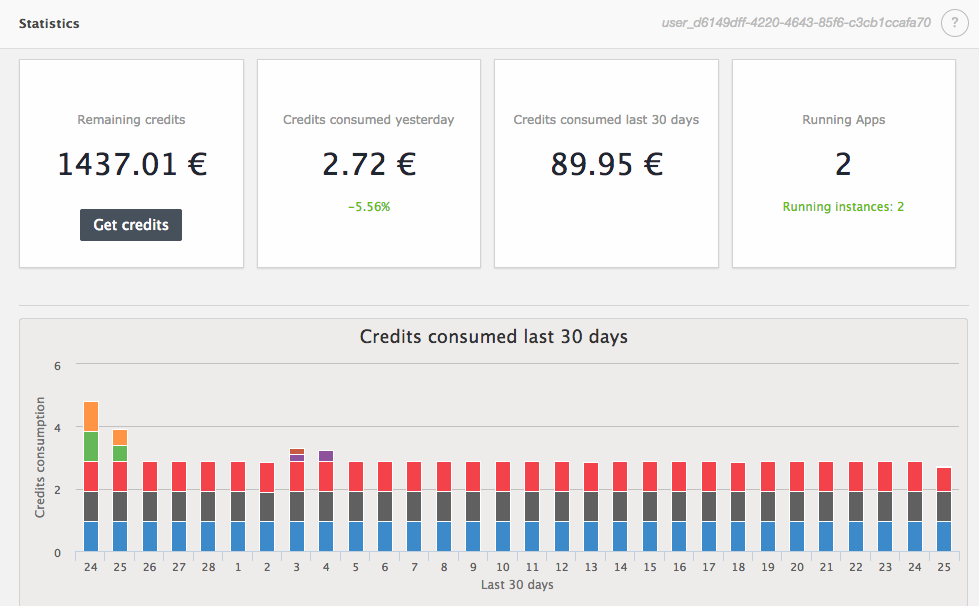 Statistics
user_d6149dff-4220-4643-85f6-c3cb1ccafa70 ?
Remaining credits
1437.01 €
Get credits
Credits consumed yesterday
2.72 €
−5.56%
Credits consumed last 30 days
89.95 €
Running Apps
2
Running instances: 2
Credits consumed last 30 days
Credits consumption
6
4
2
0
24 25 26 27 28 1 2 3 4 5 6 7 8 9 10 11 12 13 14 15 16 17 18 19 20 21 22 23 24 25
Last 30 days